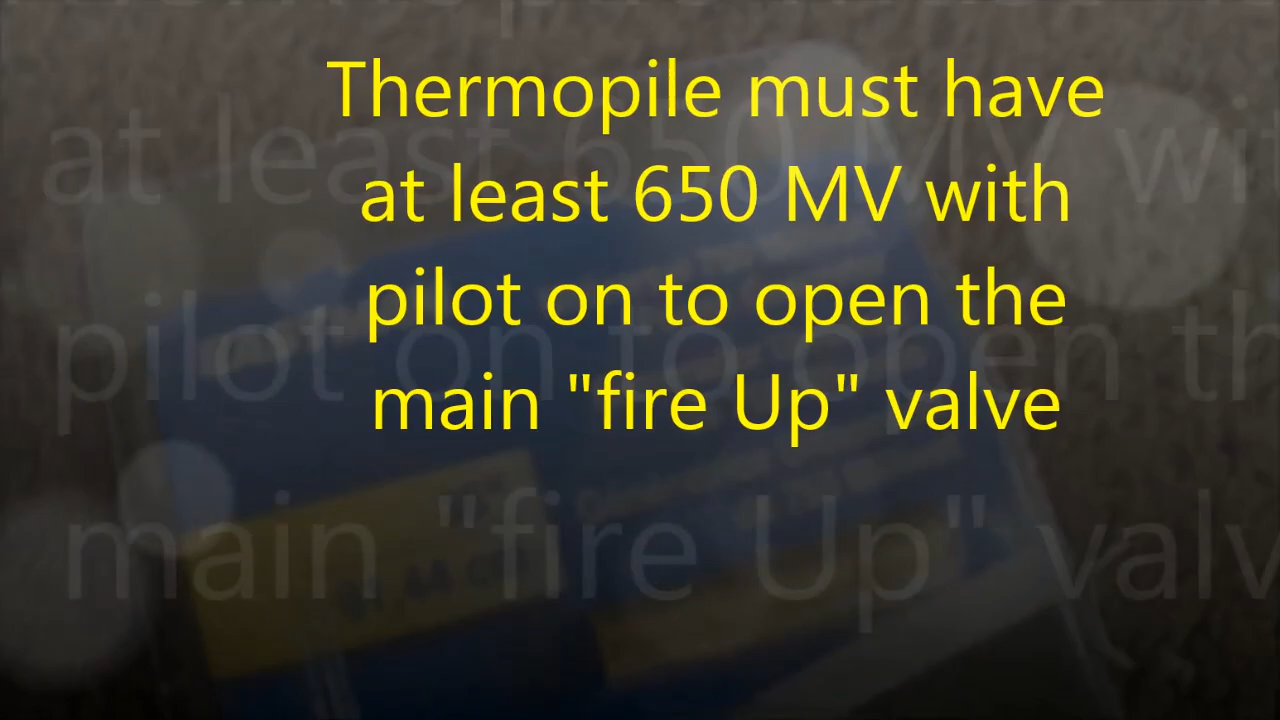 Thermopile must have
at least 650 MV with
pilot on to open the
main "fire Up" valve